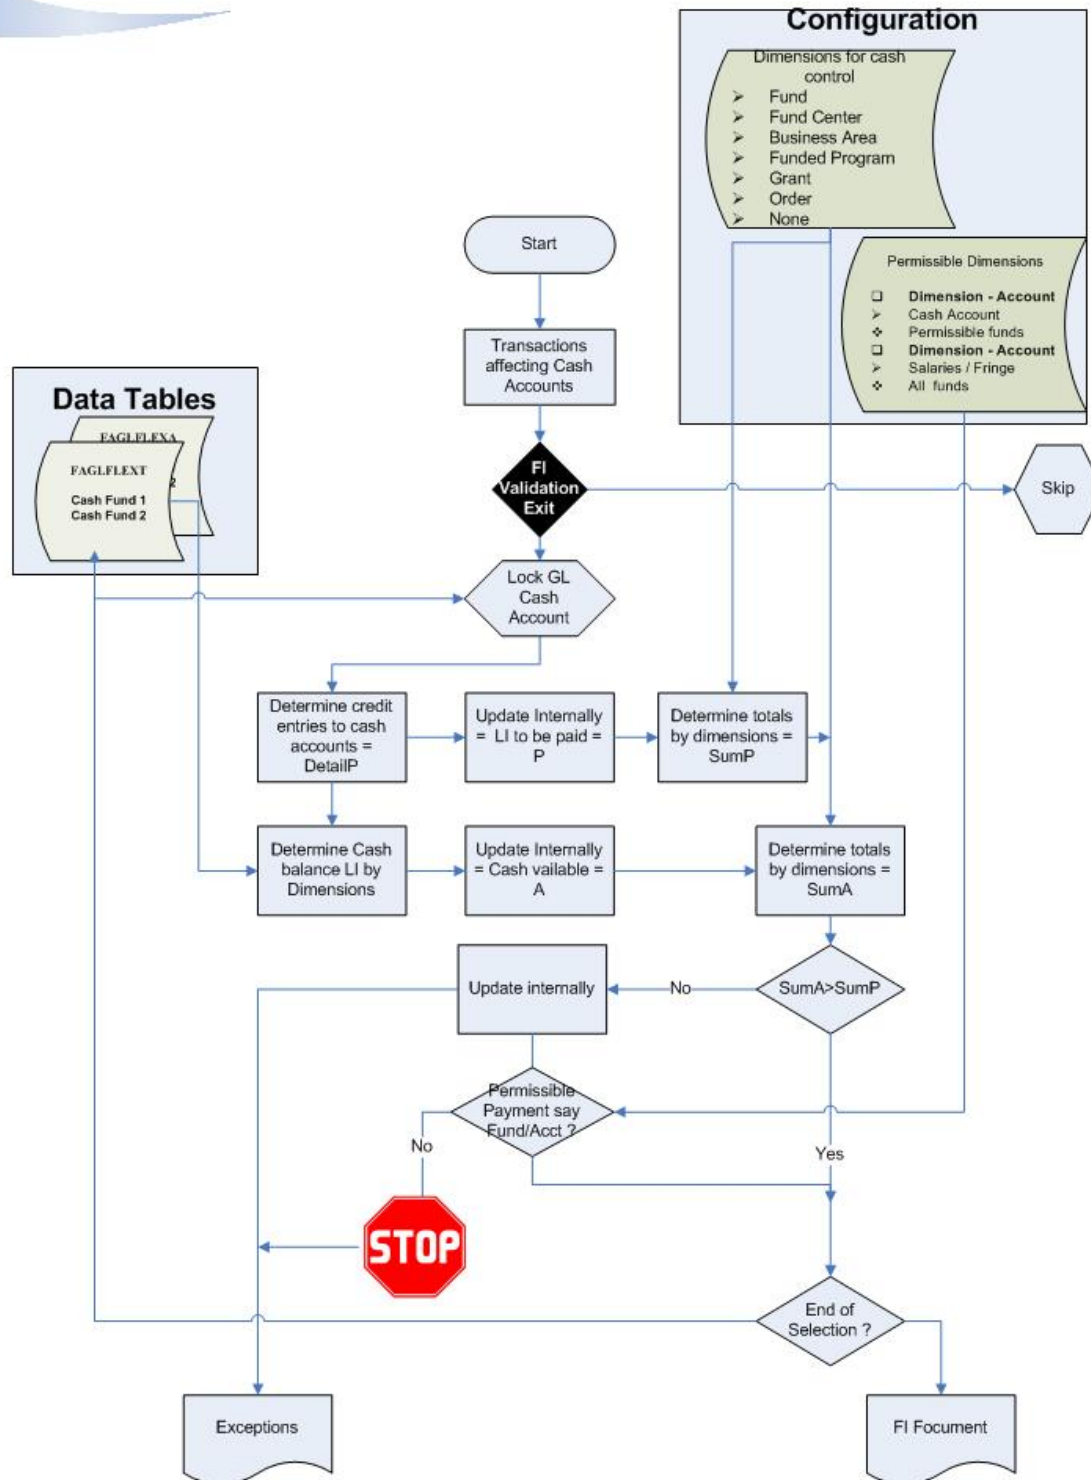 Configuration
Dimensions for cash
control
➢ Fund
➢ Fund Center
➢ Business Area
➢ Funded Program
➢ Grant
➢ Order
➢ None
Permissible Dimensions
❑ Dimension - Account
➢ Cash Account
❖ Permissible funds
❑ Dimension - Account
➢ Salaries / Fringe
❖ All funds
Start
Transactions
affecting Cash
Accounts
Data Tables
FAGLFLEXA
2
FAGLFLEXT
Cash Fund 1
Cash Fund 2
FI
Validation
Exit
Skip
Lock GL
Cash
Account
Determine credit
entries to cash
accounts =
DetailP
Update Internally
= LI to be paid =
P
Determine totals
by dimensions =
SumP
Determine Cash
balance LI by
Dimensions
Update Internally
= Cash vailable =
A
Determine totals
by dimensions =
SumA
Update internally
No
SumA>SumP
Permissible
Payment say
Fund/Acct ?
No
Yes
STOP
End of
Selection ?
Exceptions
FI Focument